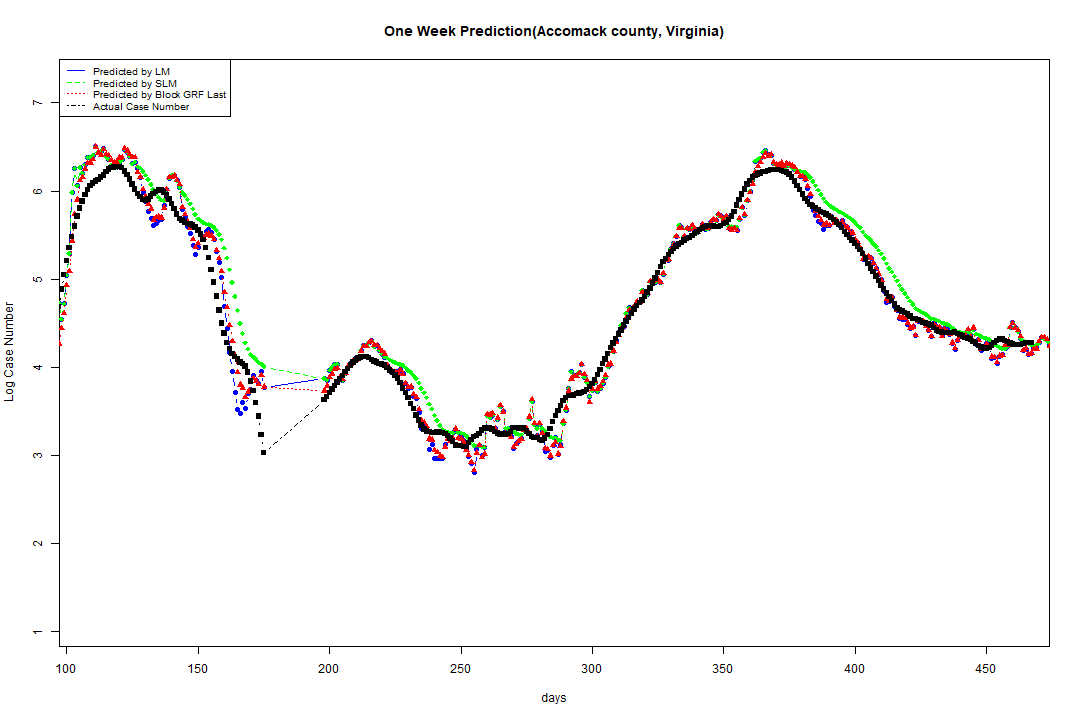 One Week Prediction(Accomack county, Virginia)
Predicted by LM
Predicted by SLM
Predicted by Block GRF Last
Actual Case Number
7
6
5
4
3
2
1
Log Case Number
100 150 200 250 300 350 400 450
days